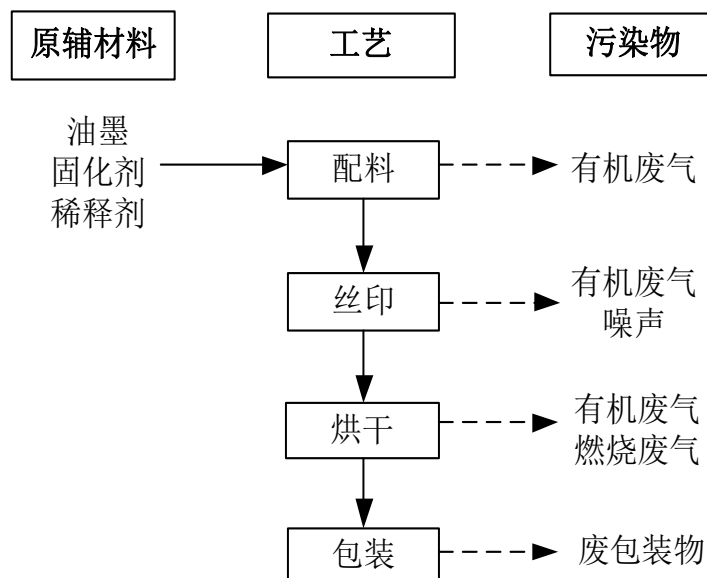 原辅材料
工艺
污染物
油墨
固化剂
稀释剂
配料
有机废气
丝印
有机废气
噪声
烘干
有机废气
燃烧废气
包装
废包装物